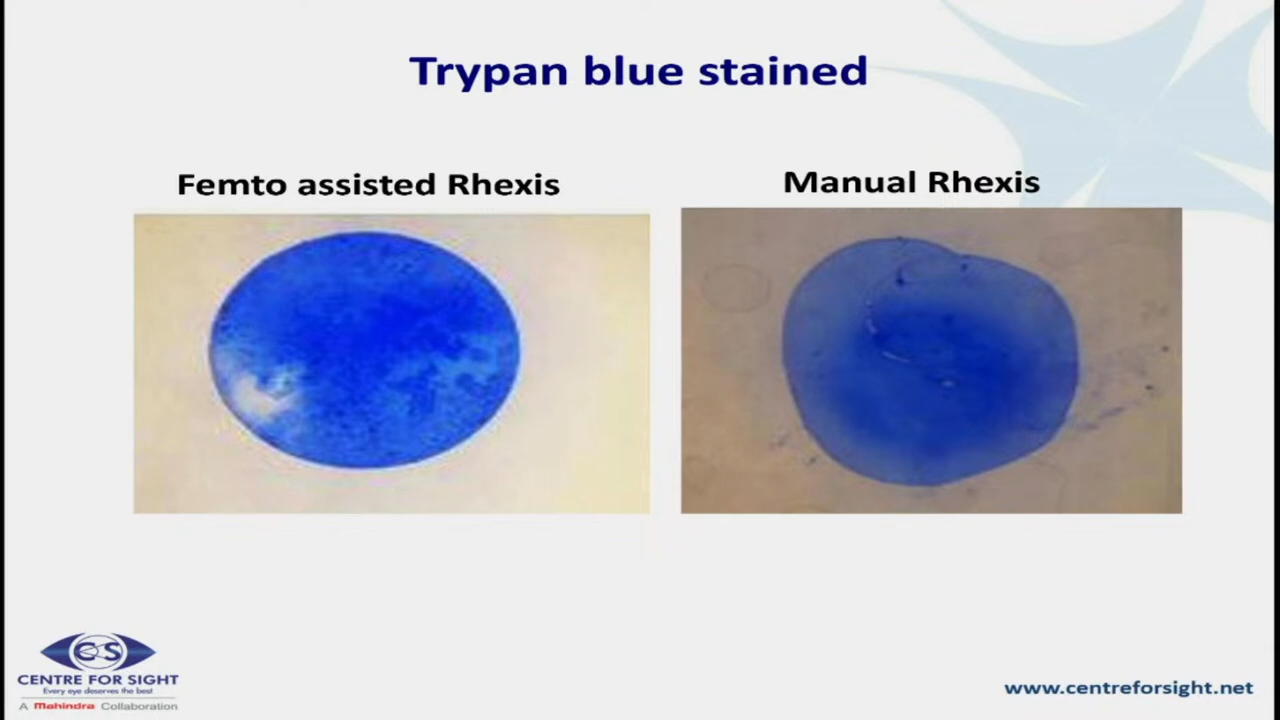 Trypan blue stained
Femto assisted Rhexis
Manual Rhexis
CS
CENTRE FOR SIGHT
Every eye deserves the best
A Mahindra Collaboration
www.centreforsight.net